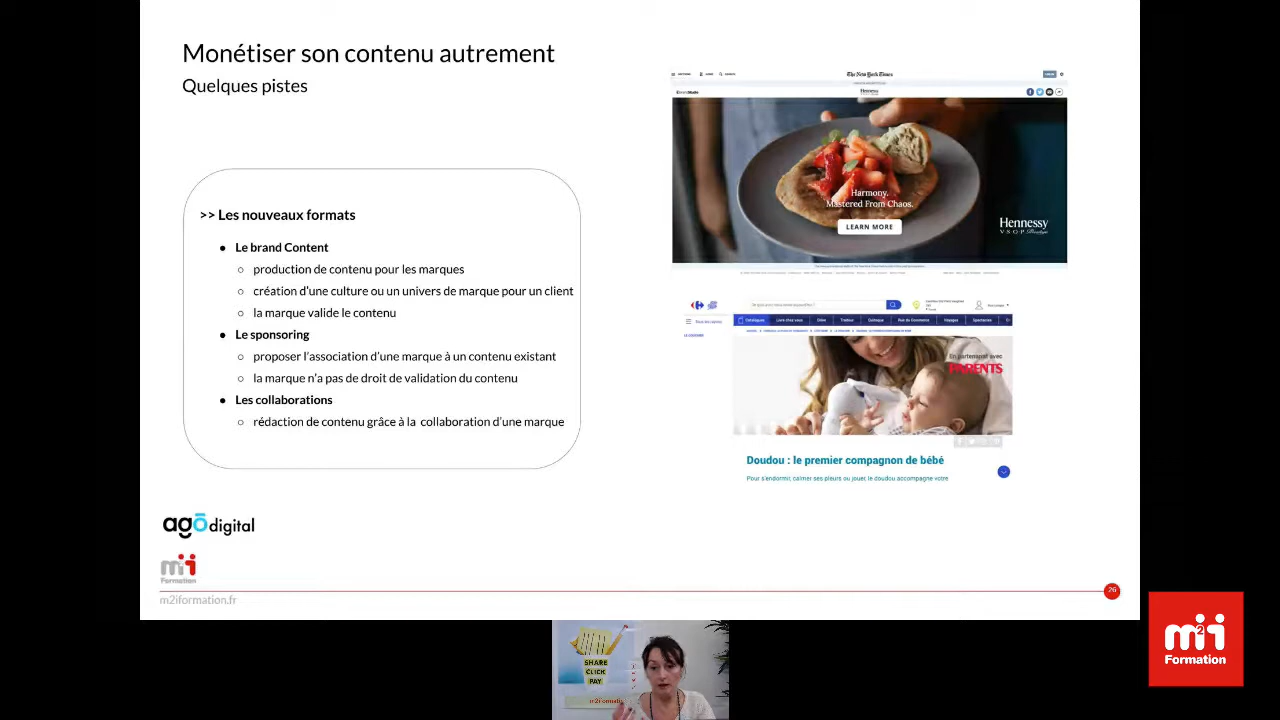 Monétiser son contenu autrement
Quelques pistes
>> Les nouveaux formats
● Le brand Content
○ production de contenu pour les marques
○ création d'une culture ou un univers de marque pour un client
○ la marque valide le contenu
● Le sponsoring
○ proposer l'association d'une marque à un contenu existant
○ la marque n'a pas de droit de validation du contenu
● Les collaborations
○ rédaction de contenu grâce à la collaboration d'une marque
The New York Times
Hennessy
Harmony.
Mastered From Chaos.
LEARN MORE
Hennessy
V.S.O.P
En partenariat avec
PARENTS
Doudou : le premier compagnon de bébé
Pour s'endormir, calmer ses pleurs ou jouer, le doudou accompagne votre
agō digital
m2i
Formation
m2iformation.fr
26
SHARE
CLICK
PAY
m2i
Formation